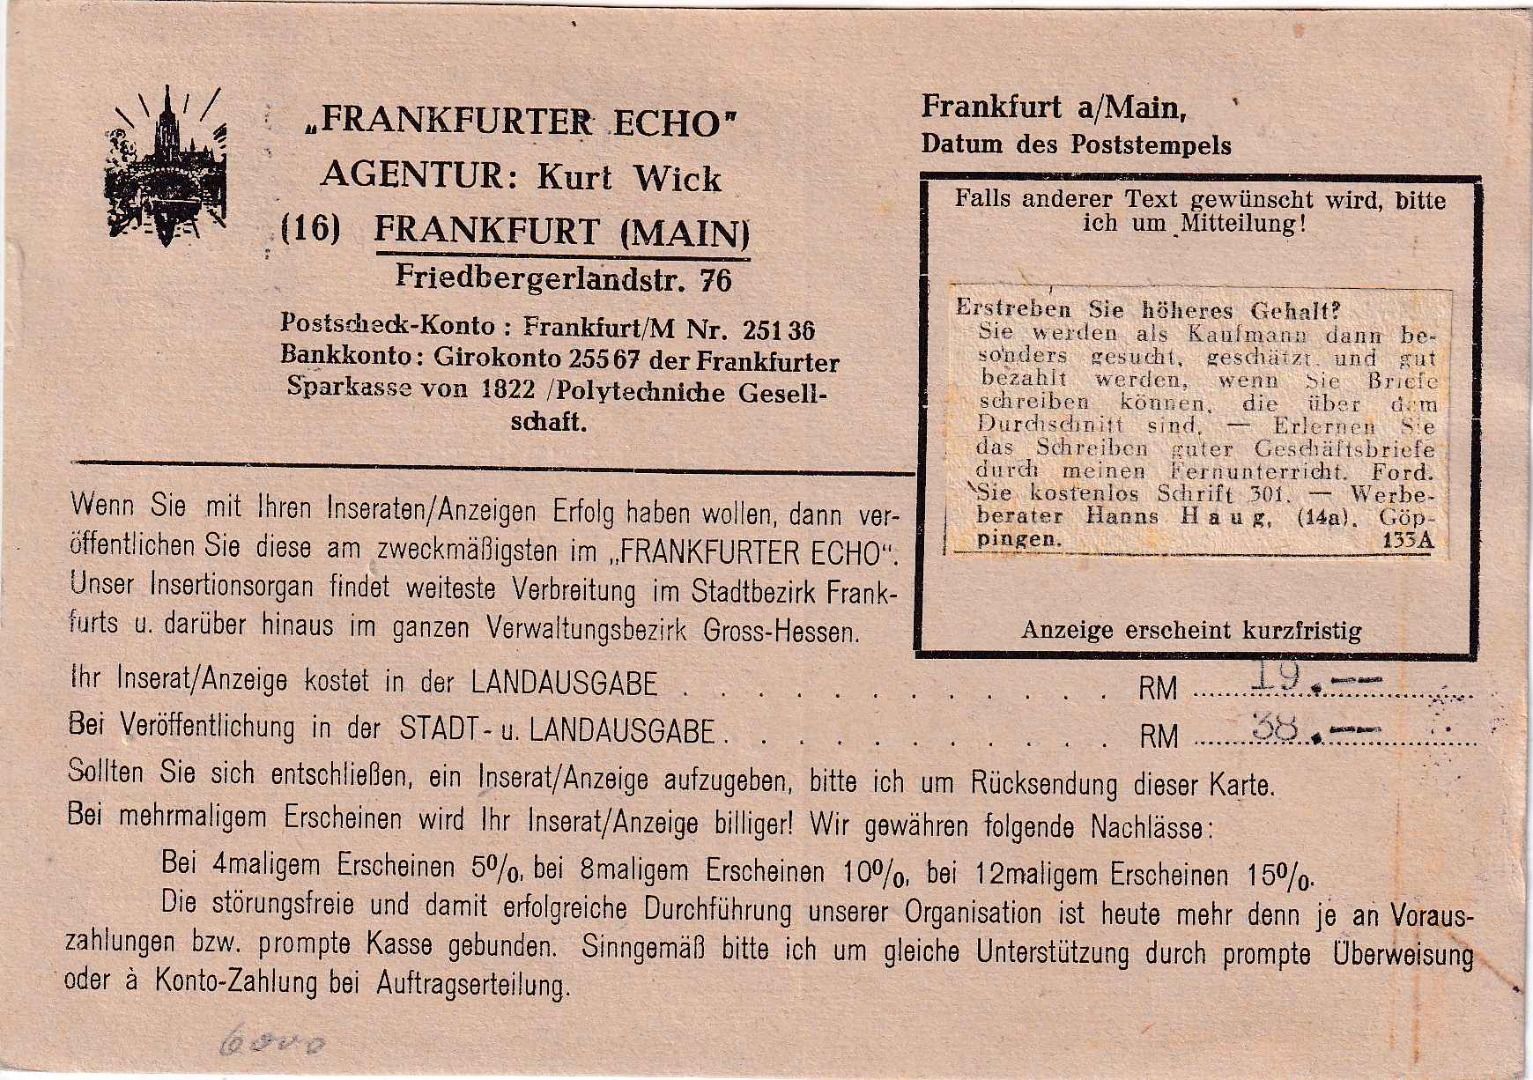 „FRANKFURTER ECHO"
AGENTUR: Kurt Wick
(16) FRANKFURT (MAIN)
Friedbergerlandstr. 76
Postscheck-Konto : Frankfurt/M Nr. 251 36
Bankkonto: Girokonto 255 67 der Frankfurter
Sparkasse von 1822 /Polytechniche Gesell-
schaft.
Frankfurt a/Main,
Datum des Poststempels
Falls anderer Text gewünscht wird, bitte
ich um Mitteilung!
Erstreben Sie höheres Gehalt?
Sie werden als Kaufmann dann be-
sonders gesucht, geschätzt und gut
bezahlt werden, wenn Sie Briefe
schreiben können, die über dem
Durchschnitt sind. — Erlernen Sie
das Schreiben guter Geschäftsbriefe
durch meinen Fernunterricht. Ford.
Sie kostenlos Schrift 301. — Werbe-
berater Hanns Haug, (14a), Göp-
pingen. 133A
Anzeige erscheint kurzfristig
Wenn Sie mit Ihren Inseraten/Anzeigen Erfolg haben wollen, dann ver-
öffentlichen Sie diese am zweckmäßigsten im „FRANKFURTER ECHO“.
Unser Insertionsorgan findet weiteste Verbreitung im Stadtbezirk Frank-
furts u. darüber hinaus im ganzen Verwaltungsbezirk Gross-Hessen.
Ihr Inserat/Anzeige kostet in der LANDAUSGABE . . . . . . . . . . . RM 19.--
Bei Veröffentlichung in der STADT- u. LANDAUSGABE . . . . . . . . . . RM 38.--
Sollten Sie sich entschließen, ein Inserat/Anzeige aufzugeben, bitte ich um Rücksendung dieser Karte.
Bei mehrmaligem Erscheinen wird Ihr Inserat/Anzeige billiger! Wir gewähren folgende Nachlässe:
Bei 4maligem Erscheinen 5%, bei 8maligem Erscheinen 10%, bei 12maligem Erscheinen 15%.
Die störungsfreie und damit erfolgreiche Durchführung unserer Organisation ist heute mehr denn je an Voraus-
zahlungen bzw. prompte Kasse gebunden. Sinngemäß bitte ich um gleiche Unterstützung durch prompte Überweisung
oder à Konto-Zahlung bei Auftragserteilung.